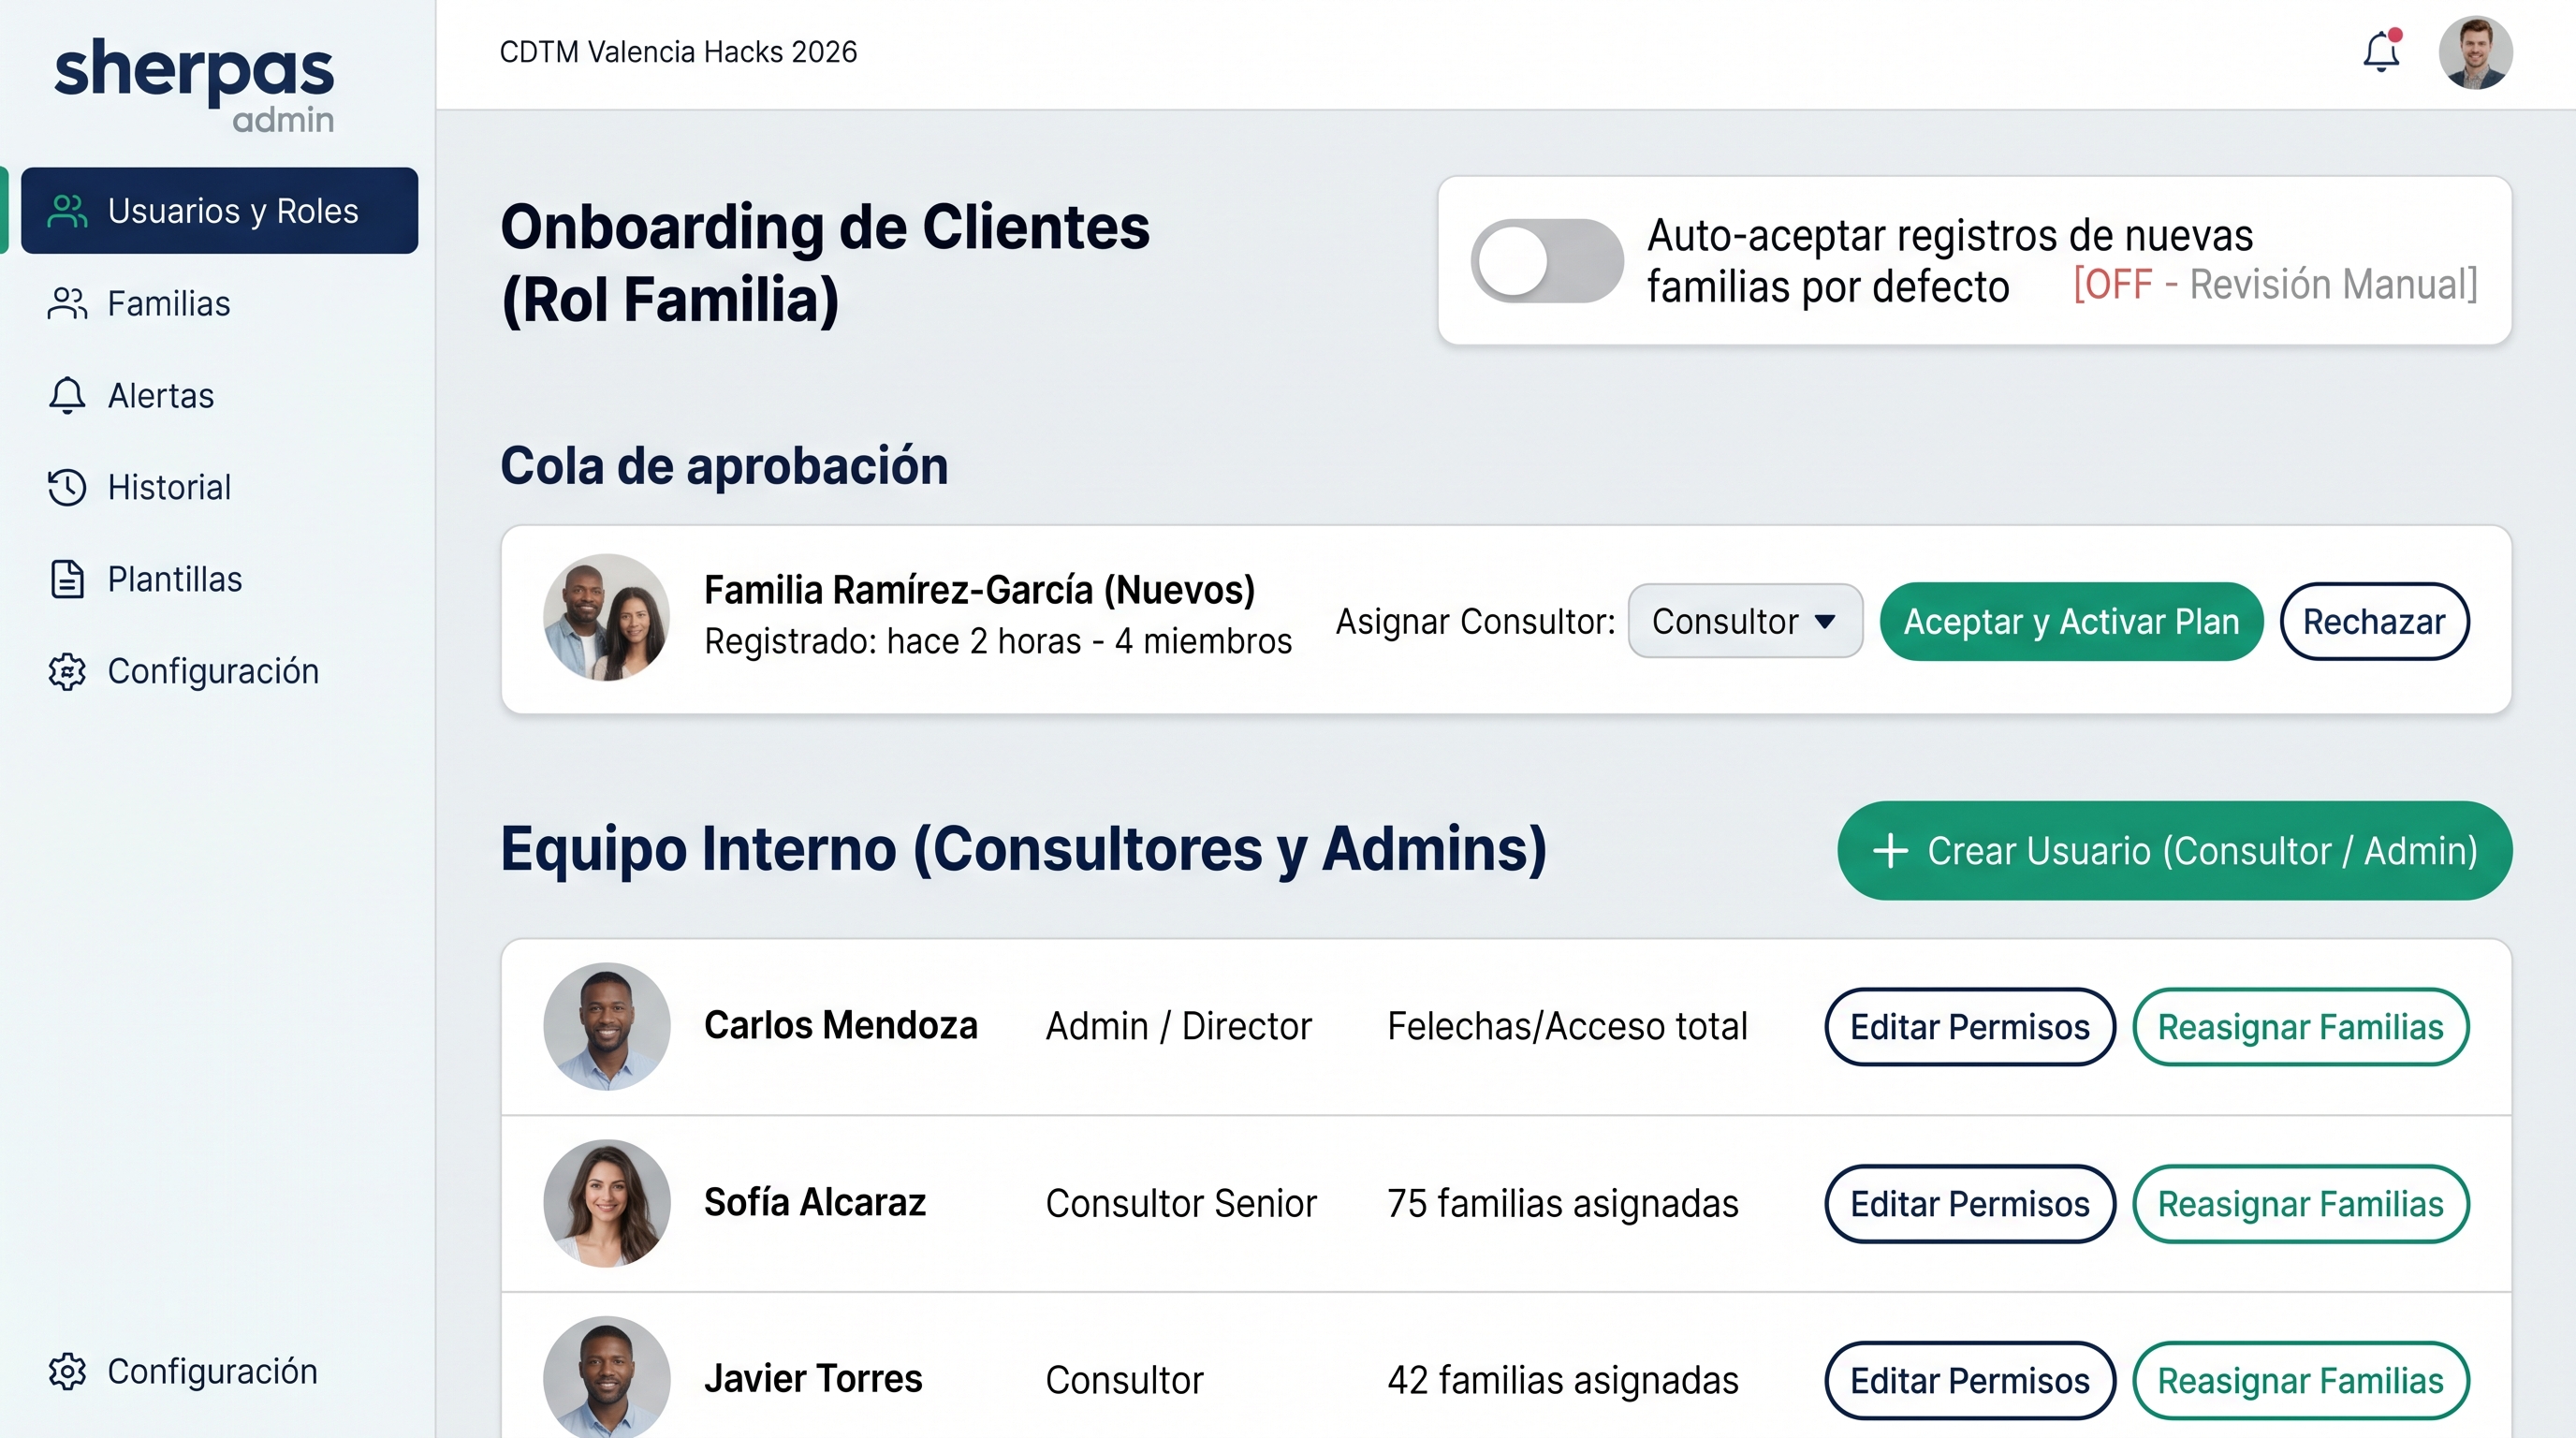 sherpas
admin
Usuarios y Roles
Familias
Alertas
Historial
Plantillas
Configuración
Configuración
CDTM Valencia Hacks 2026
Onboarding de Clientes
(Rol Familia)
Auto-aceptar registros de nuevas
familias por defecto [OFF - Revisión Manual]
Cola de aprobación
Familia Ramírez-García (Nuevos)
Registrado: hace 2 horas - 4 miembros
Asignar Consultor: Consultor Aceptar y Activar Plan Rechazar
Equipo Interno (Consultores y Admins)
+ Crear Usuario (Consultor / Admin)
Carlos Mendoza Admin / Director Felechas/Acceso total Editar Permisos Reasignar Familias
Sofía Alcaraz Consultor Senior 75 familias asignadas Editar Permisos Reasignar Familias
Javier Torres Consultor 42 familias asignadas Editar Permisos Reasignar Familias